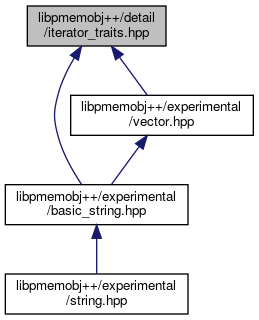 libpmemobj++/detail
/iterator_traits.hpp
libpmemobj++/experimental
/vector.hpp
libpmemobj++/experimental
/basic_string.hpp
libpmemobj++/experimental
/string.hpp